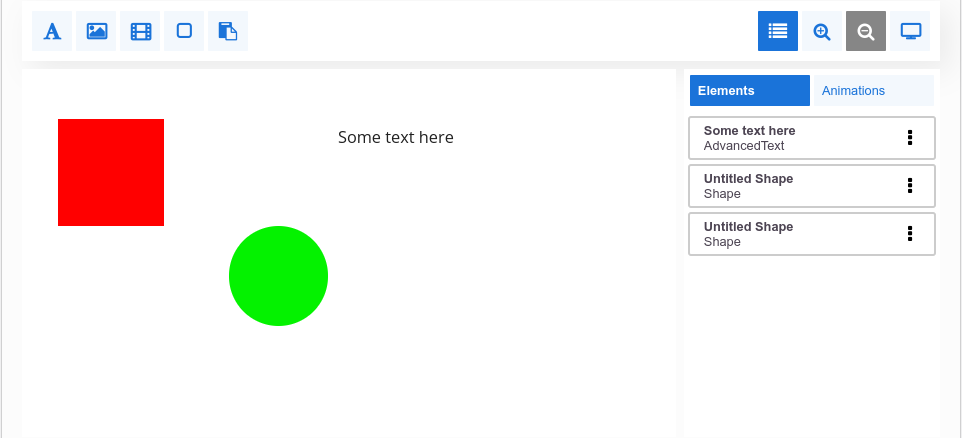 Elements
Animations
Some text here
Some text here
AdvancedText
Untitled Shape
Shape
Untitled Shape
Shape